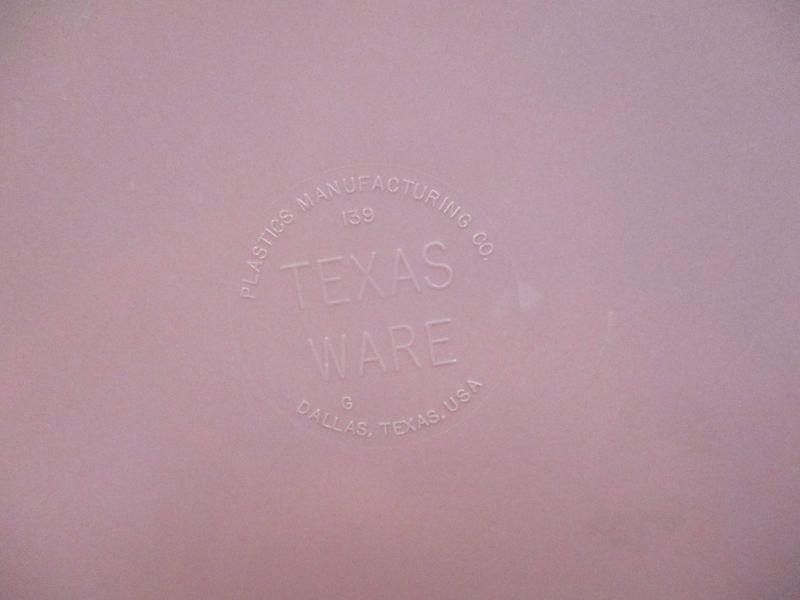 PLASTICS MANUFACTURING CO.
139
TEXAS
WARE
G
DALLAS, TEXAS. USA